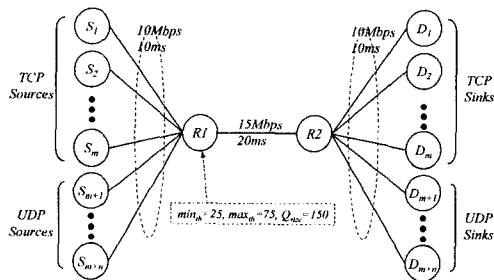 S1
S2
Sm
Sm+1
Sm+n
TCP
Sources
UDP
Sources
10Mbps
10ms
R1
15Mbps
20ms
R2
10Mbps
10ms
D1
D2
Dm
Dm+1
Dm+n
TCP
Sinks
UDP
Sinks
minth=25, maxth=75, Qsize=150